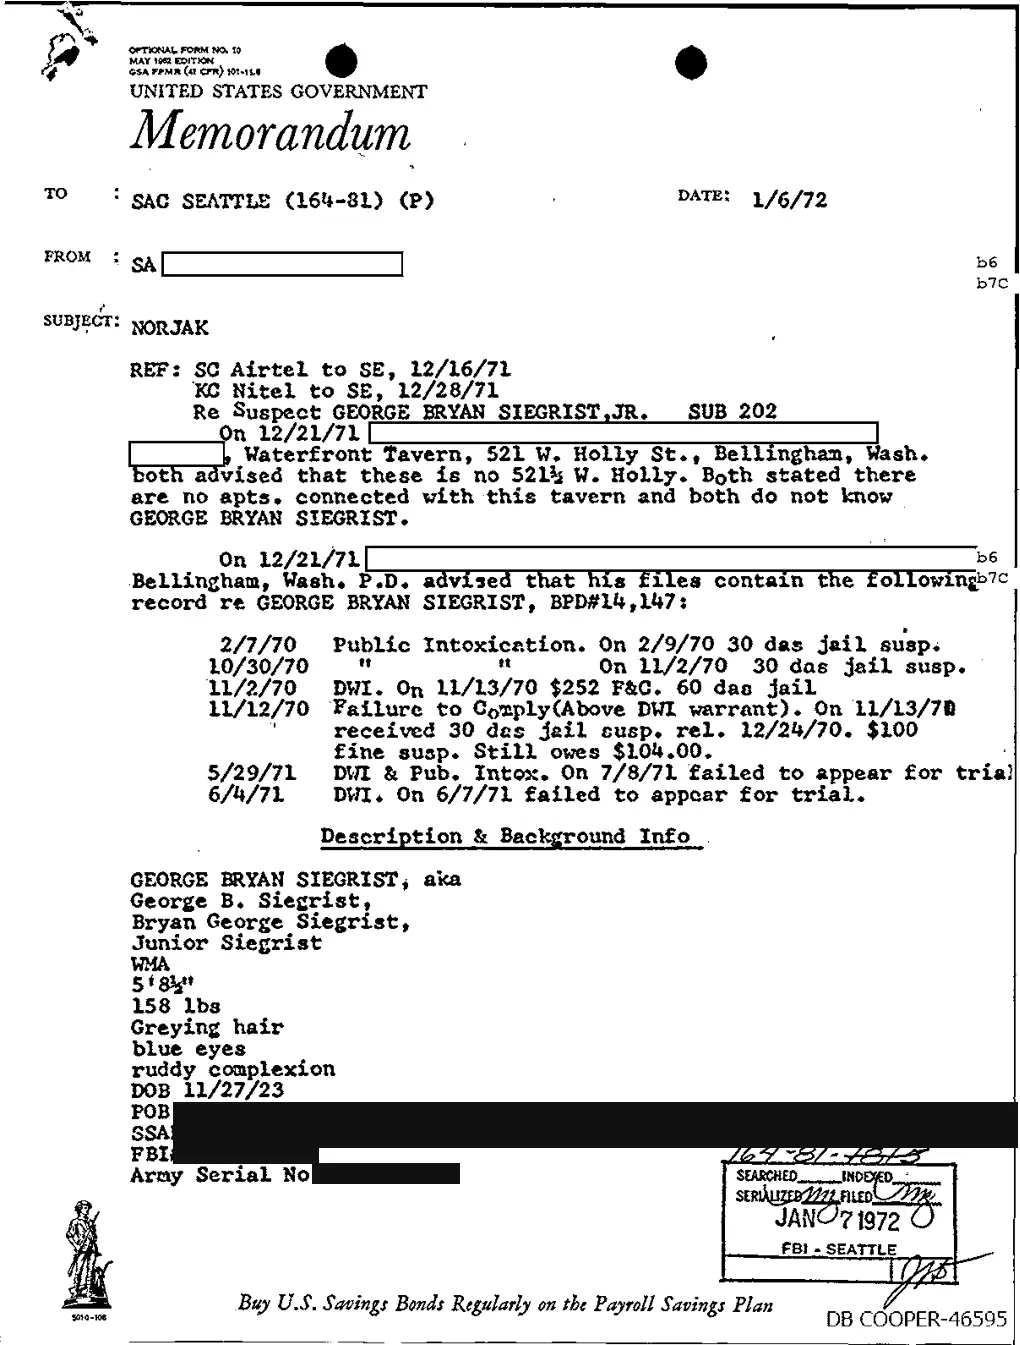 OPTIONAL FORM NO. 10
MAY 1962 EDITION
GSA FPMR (41 CFR) 101-11.6
UNITED STATES GOVERNMENT
Memorandum
TO : SAC SEATTLE (164-81) (P) DATE: 1/6/72
FROM : SA
b6
b7C
SUBJECT: NORJAK
REF: SC Airtel to SE, 12/16/71
KC Nitel to SE, 12/28/71
Re Suspect GEORGE BRYAN SIEGRIST,JR. SUB 202
On 12/21/71
, Waterfront Tavern, 521 W. Holly St., Bellingham, Wash.
both advised that these is no 521½ W. Holly. Both stated there
are no apts. connected with this tavern and both do not know
GEORGE BRYAN SIEGRIST.
On 12/21/71 b6
Bellingham, Wash. P.D. advised that his files contain the following b7C
record re GEORGE BRYAN SIEGRIST, BPD#14,147:
2/7/70 Public Intoxication. On 2/9/70 30 das jail susp.
10/30/70 " " On 11/2/70 30 das jail susp.
11/2/70 DWI. On 11/13/70 $252 F&C. 60 das jail
11/12/70 Failure to Comply(Above DWI warrant). On 11/13/70
received 30 das jail susp. rel. 12/24/70. $100
fine susp. Still owes $104.00.
5/29/71 DWI & Pub. Intox. On 7/8/71 failed to appear for trial
6/4/71 DWI. On 6/7/71 failed to appear for trial.
Description & Background Info
GEORGE BRYAN SIEGRIST, aka
George B. Siegrist,
Bryan George Siegrist,
Junior Siegrist
WMA
5'8½"
158 lbs
Greying hair
blue eyes
ruddy complexion
DOB 11/27/23
POB
SSA
FBI#
Army Serial No
164-81-1813
SEARCHED INDEXED
SERIALIZED FILED
JAN 7 1972
FBI - SEATTLE
5010-108
Buy U.S. Savings Bonds Regularly on the Payroll Savings Plan
DB COOPER-46595